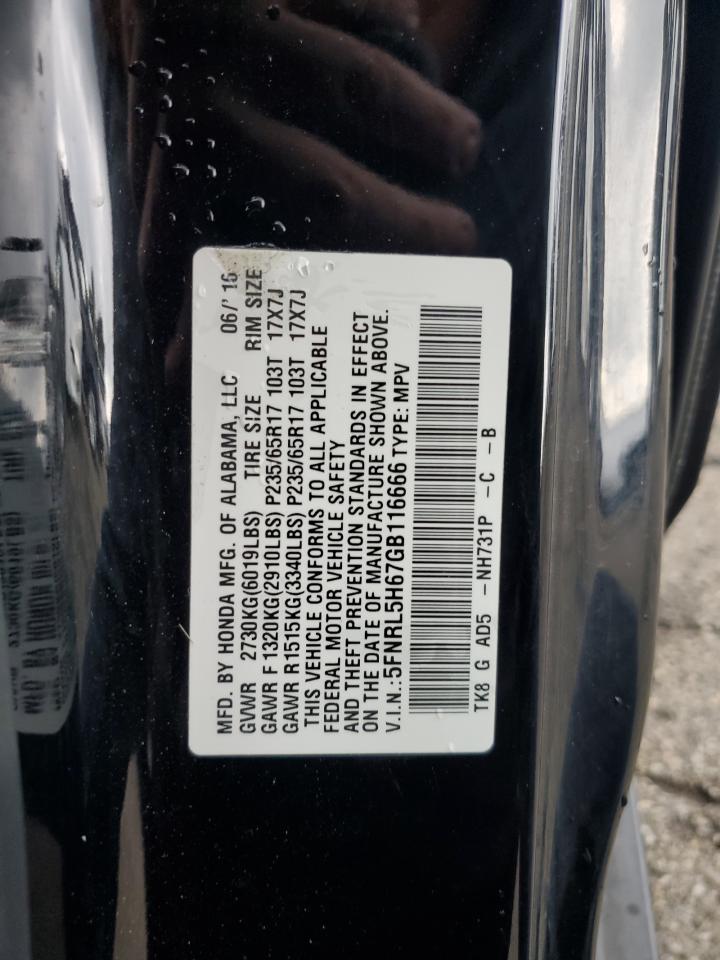 MFD. BY HONDA MFG. OF ALABAMA, LLC 06/'16
GVWR 2730KG(6019LBS) TIRE SIZE RIM SIZE
GAWR F 1320KG(2910LBS) P235/65R17 103T 17X7J
GAWR R 1515KG(3340LBS) P235/65R17 103T 17X7J
THIS VEHICLE CONFORMS TO ALL APPLICABLE
FEDERAL MOTOR VEHICLE SAFETY
AND THEFT PREVENTION STANDARDS IN EFFECT
ON THE DATE OF MANUFACTURE SHOWN ABOVE.
V.I.N.:5FNRL5H67GB116666 TYPE: MPV
TK8 G AD5 -NH731P -C -B